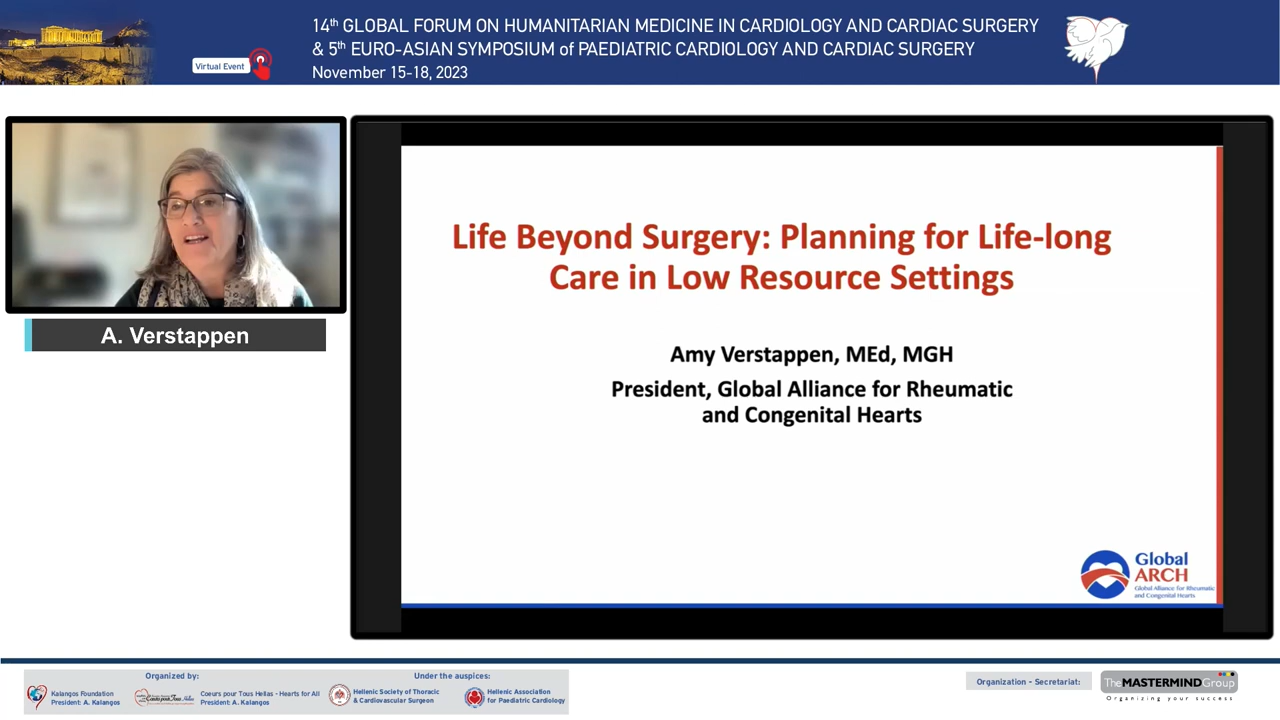 14th GLOBAL FORUM ON HUMANITARIAN MEDICINE IN CARDIOLOGY AND CARDIAC SURGERY
& 5th EURO-ASIAN SYMPOSIUM of PAEDIATRIC CARDIOLOGY AND CARDIAC SURGERY
Virtual Event
November 15-18, 2023
A. Verstappen
Life Beyond Surgery: Planning for Life-long
Care in Low Resource Settings
Amy Verstappen, MEd, MGH
President, Global Alliance for Rheumatic
and Congenital Hearts
Global
ARCH
Global Alliance for Rheumatic
and Congenital Hearts
Organized by:
Kalangos Foundation
President: A. Kalangos
Coeurs pour Tous Hellas - Hearts for All
President: A. Kalangos
Under the auspices:
Hellenic Society of Thoracic
& Cardiovascular Surgeon
Hellenic Association
for Paediatric Cardiology
Organization - Secretariat:
The MASTERMIND Group
Organizing your success